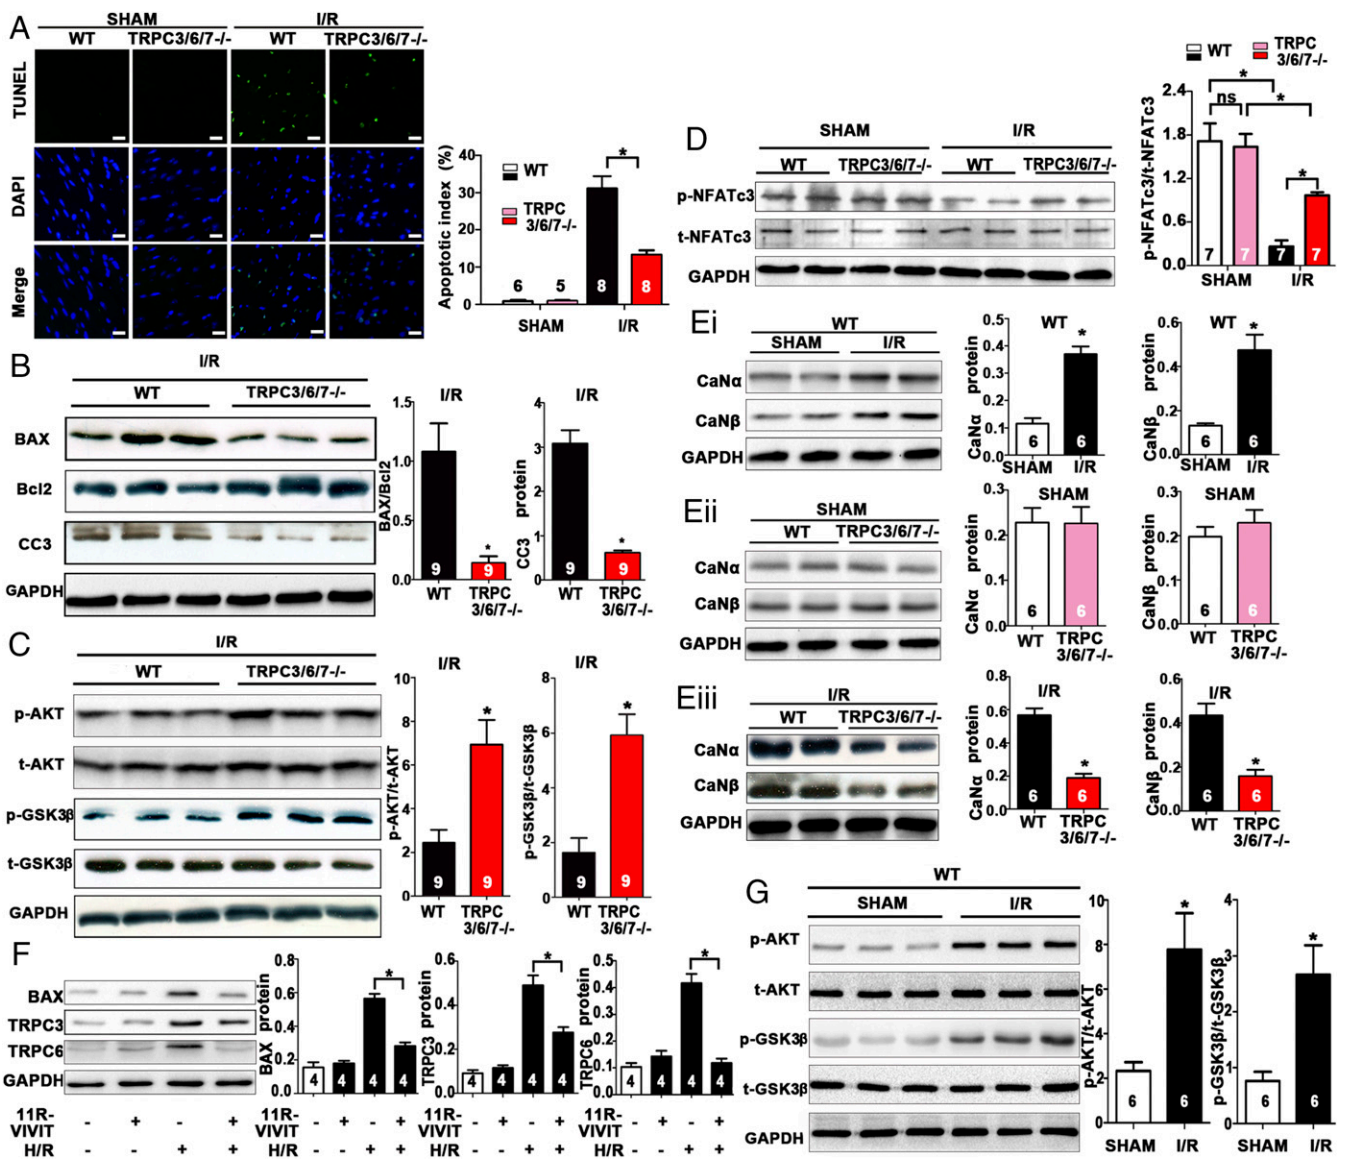 A
SHAM
I/R
WT
TRPC3/6/7-/-
WT
TRPC3/6/7-/-
TUNEL
DAPI
Merge
Apoptotic index (%)
40
30
20
10
0
WT
TRPC
3/6/7-/-
*
6
5
8
8
SHAM
I/R
B
I/R
WT
TRPC3/6/7-/-
BAX
Bcl2
CC3
GAPDH
I/R
BAX/Bcl2
1.5
1.0
0.5
0.0
*
9
9
WT
TRPC
3/6/7-/-
I/R
CC3 protein
4
3
2
1
0
*
9
9
WT
TRPC
3/6/7-/-
C
I/R
WT
TRPC3/6/7-/-
p-AKT
t-AKT
p-GSK3β
t-GSK3β
GAPDH
I/R
p-AKT/t-AKT
10
8
6
4
2
0
*
9
9
WT
TRPC
3/6/7-/-
I/R
p-GSK3β/t-GSK3β
8
6
4
2
0
*
9
9
WT
TRPC
3/6/7-/-
D
SHAM
I/R
WT
TRPC3/6/7-/-
WT
TRPC3/6/7-/-
p-NFATc3
t-NFATc3
GAPDH
WT
TRPC
3/6/7-/-
p-NFATc3/t-NFATc3
2.4
1.8
1.2
0.6
0.0
*
ns
*
*
7
7
7
7
SHAM
I/R
Ei
WT
SHAM
I/R
CaNα
CaNβ
GAPDH
WT
CaNα protein
0.5
0.4
0.3
0.2
0.1
0.0
*
6
6
SHAM
I/R
WT
CaNβ protein
0.6
0.4
0.2
0.0
*
6
6
SHAM
I/R
Eii
SHAM
WT
TRPC3/6/7-/-
CaNα
CaNβ
GAPDH
SHAM
CaNα protein
0.3
0.2
0.1
0.0
6
6
WT
TRPC
3/6/7-/-
SHAM
CaNβ protein
0.3
0.2
0.1
0.0
6
6
WT
TRPC
3/6/7-/-
Eiii
I/R
WT
TRPC3/6/7-/-
CaNα
CaNβ
GAPDH
I/R
CaNα protein
0.8
0.6
0.4
0.2
0.0
*
6
6
WT
TRPC
3/6/7-/-
I/R
CaNβ protein
0.6
0.4
0.2
0.0
*
6
6
WT
TRPC
3/6/7-/-
F
BAX
TRPC3
TRPC6
GAPDH
11R-
VIVIT
- + - +
H/R
- - + +
BAX protein
0.8
0.6
0.4
0.2
0.0
*
4
4
4
4
11R-
VIVIT
- + - +
H/R
- - + +
TRPC3 protein
0.6
0.4
0.2
0.0
*
4
4
4
4
11R-
VIVIT
- + - +
H/R
- - + +
TRPC6 protein
0.5
0.4
0.3
0.2
0.1
0.0
*
4
4
4
4
11R-
VIVIT
- + - +
H/R
- - + +
G
WT
SHAM
I/R
p-AKT
t-AKT
p-GSK3β
t-GSK3β
GAPDH
p-AKT/t-AKT
10
8
6
4
2
0
*
6
6
SHAM
I/R
p-GSK3β/t-GSK3β
4
3
2
1
0
*
6
6
SHAM
I/R